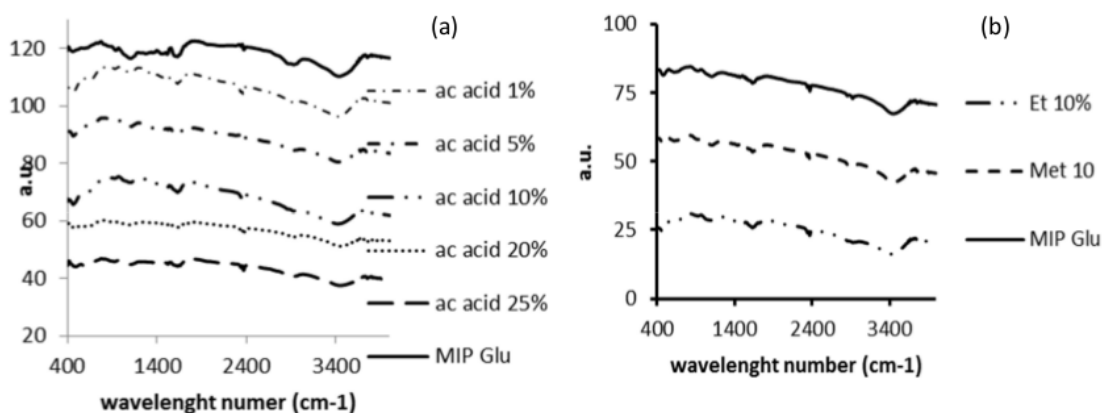 (a)
120
100
80
60
40
20
a.u.
400 1400 2400 3400
wavelenght numer (cm-1)
ac acid 1%
ac acid 5%
ac acid 10%
ac acid 20%
ac acid 25%
MIP Glu
(b)
100
75
50
25
0
a.u.
400 1400 2400 3400
wavelenght number (cm-1)
Et 10%
Met 10
MIP Glu